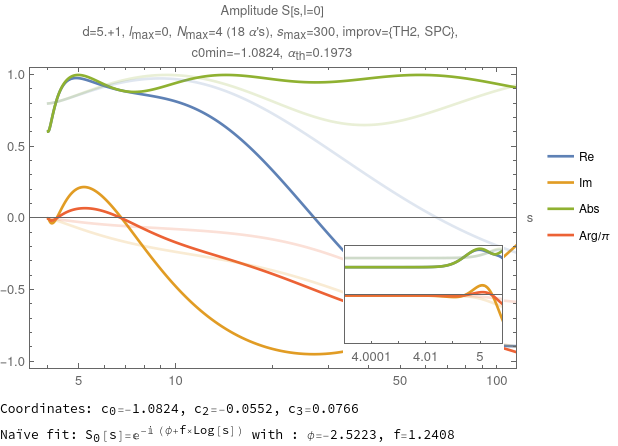 Amplitude S[s,l=0]
d=5.+1, lmax=0, Nmax=4 (18 α's), smax=300, improv={TH2, SPC},
c0min=-1.0824, αth=0.1973
1.0
0.5
0.0
-0.5
-1.0
5
10
50
100
s
4.0001
4.01
5
Re
Im
Abs
Arg/π
Coordinates: c0=-1.0824, c2=-0.0552, c3=0.0766
Naïve fit: S0[s]=e^-i (ϕ+f×Log[s]) with : ϕ=-2.5223, f=1.2408